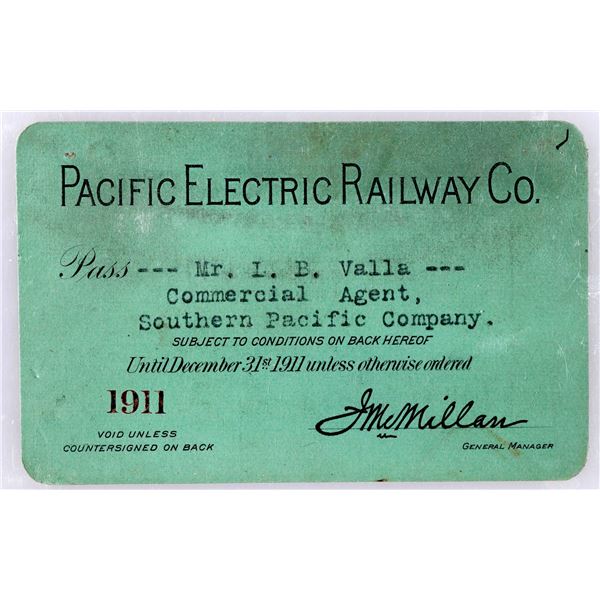 PACIFIC ELECTRIC RAILWAY CO.
Pass --- Mr. L. B. Valla ---
Commercial Agent,
Southern Pacific Company.
SUBJECT TO CONDITIONS ON BACK HEREOF
Until December 31st 1911 unless otherwise ordered
1911
VOID UNLESS
COUNTERSIGNED ON BACK
J McMillan
GENERAL MANAGER